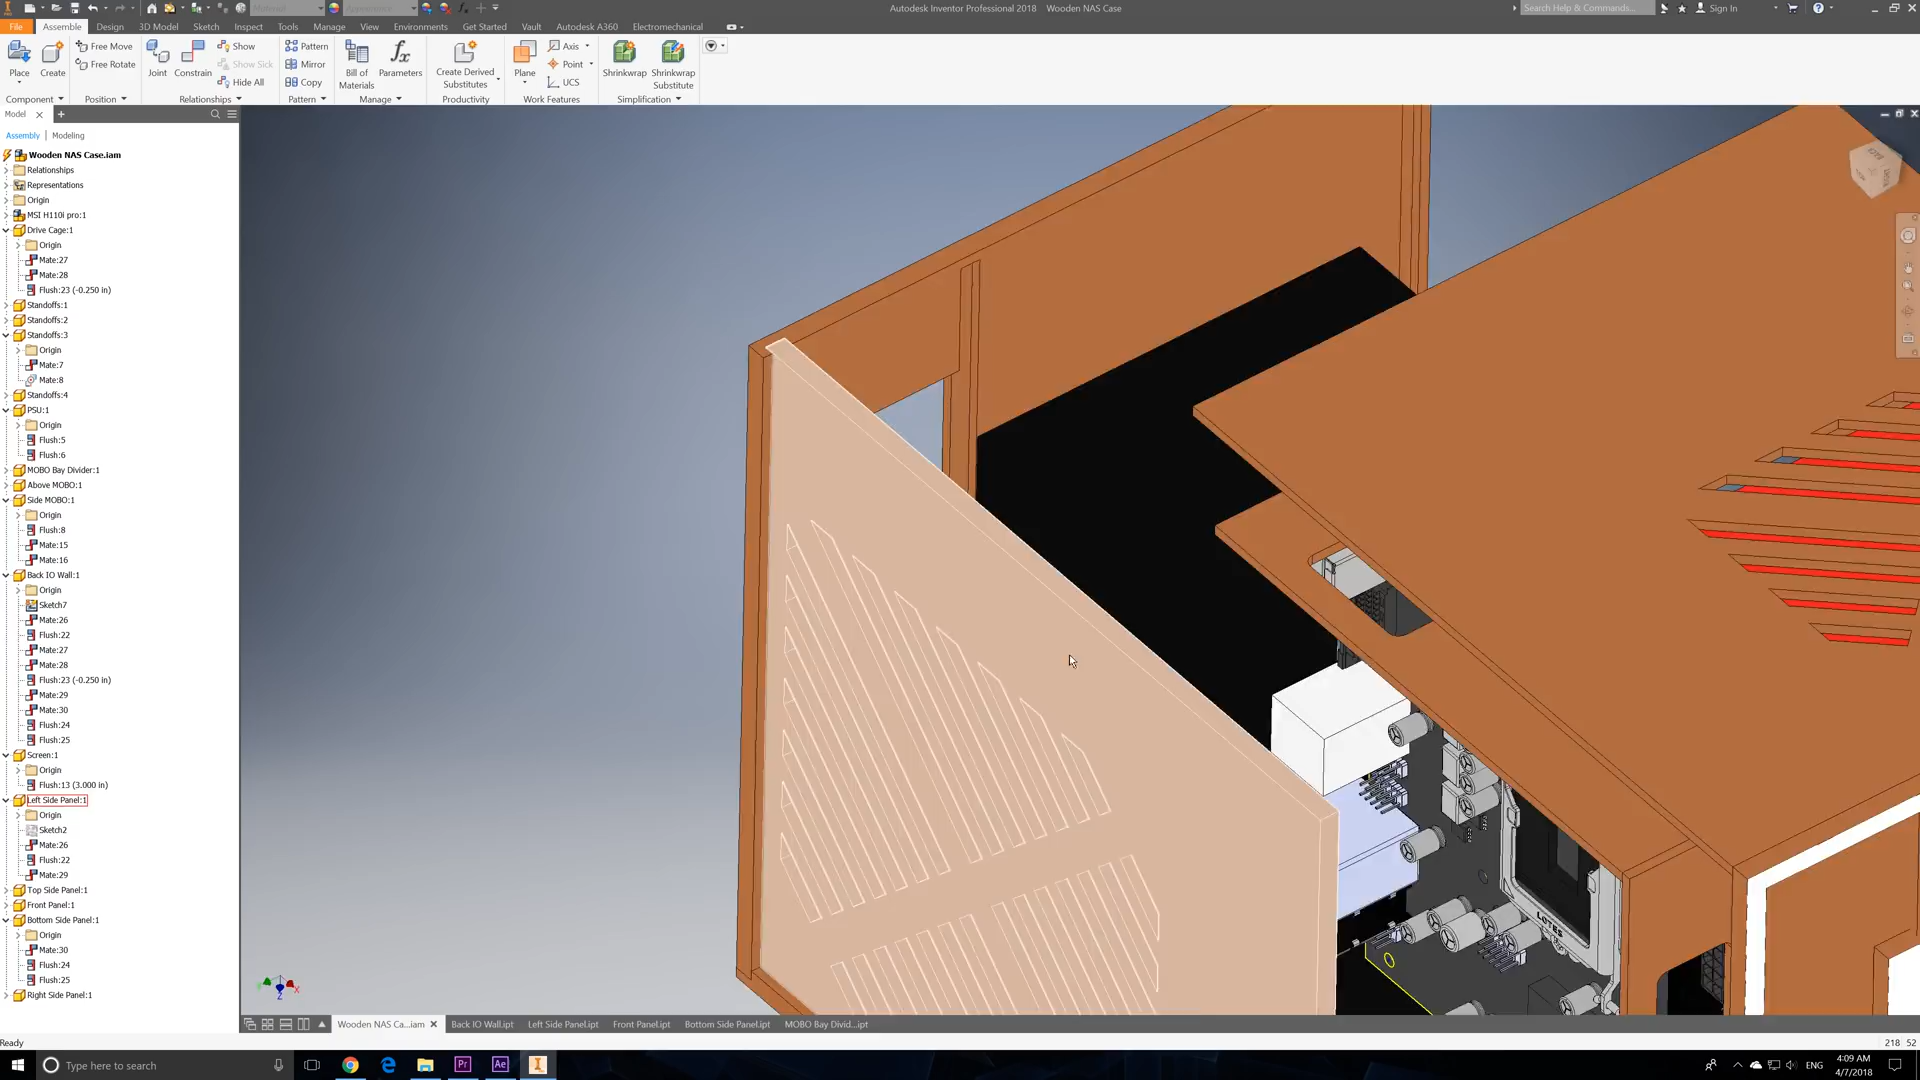 Autodesk Inventor Professional 2018   Wooden NAS Case
Search Help & Commands...
Sign In
File
Assemble
Design
3D Model
Sketch
Inspect
Tools
Manage
View
Environments
Get Started
Vault
Autodesk A360
Electromechanical
Place
Create
Free Move
Free Rotate
Joint
Constrain
Show
Show Sick
Hide All
Pattern
Mirror
Copy
Bill of
Materials
Parameters
Create Derived
Substitutes
Plane
Axis
Point
UCS
Shrinkwrap
Shrinkwrap
Substitute
Component
Position
Relationships
Pattern
Manage
Productivity
Work Features
Simplification
Model
Assembly
Modeling
Wooden NAS Case.iam
Relationships
Representations
Origin
MSI H110i pro:1
Drive Cage:1
Origin
Mate:27
Mate:28
Flush:23 (-0.250 in)
Standoffs:1
Standoffs:2
Standoffs:3
Origin
Mate:7
Mate:8
Standoffs:4
PSU:1
Origin
Flush:5
Flush:6
MOBO Bay Divider:1
Above MOBO:1
Side MOBO:1
Origin
Flush:8
Mate:15
Mate:16
Back IO Wall:1
Origin
Sketch7
Mate:26
Flush:22
Mate:27
Mate:28
Flush:23 (-0.250 in)
Mate:29
Mate:30
Flush:24
Flush:25
Screen:1
Origin
Flush:13 (3.000 in)
Left Side Panel:1
Origin
Sketch2
Mate:26
Flush:22
Mate:29
Top Side Panel:1
Front Panel:1
Bottom Side Panel:1
Origin
Mate:30
Flush:24
Flush:25
Right Side Panel:1
LOTES
X
Z
Wooden NAS Ca...iam
Back IO Wall.ipt
Left Side Panel.ipt
Front Panel.ipt
Bottom Side Panel.ipt
MOBO Bay Divid...ipt
Ready
218 52
Type here to search
Pr
Ae
I
ENG
4:09 AM
4/7/2018